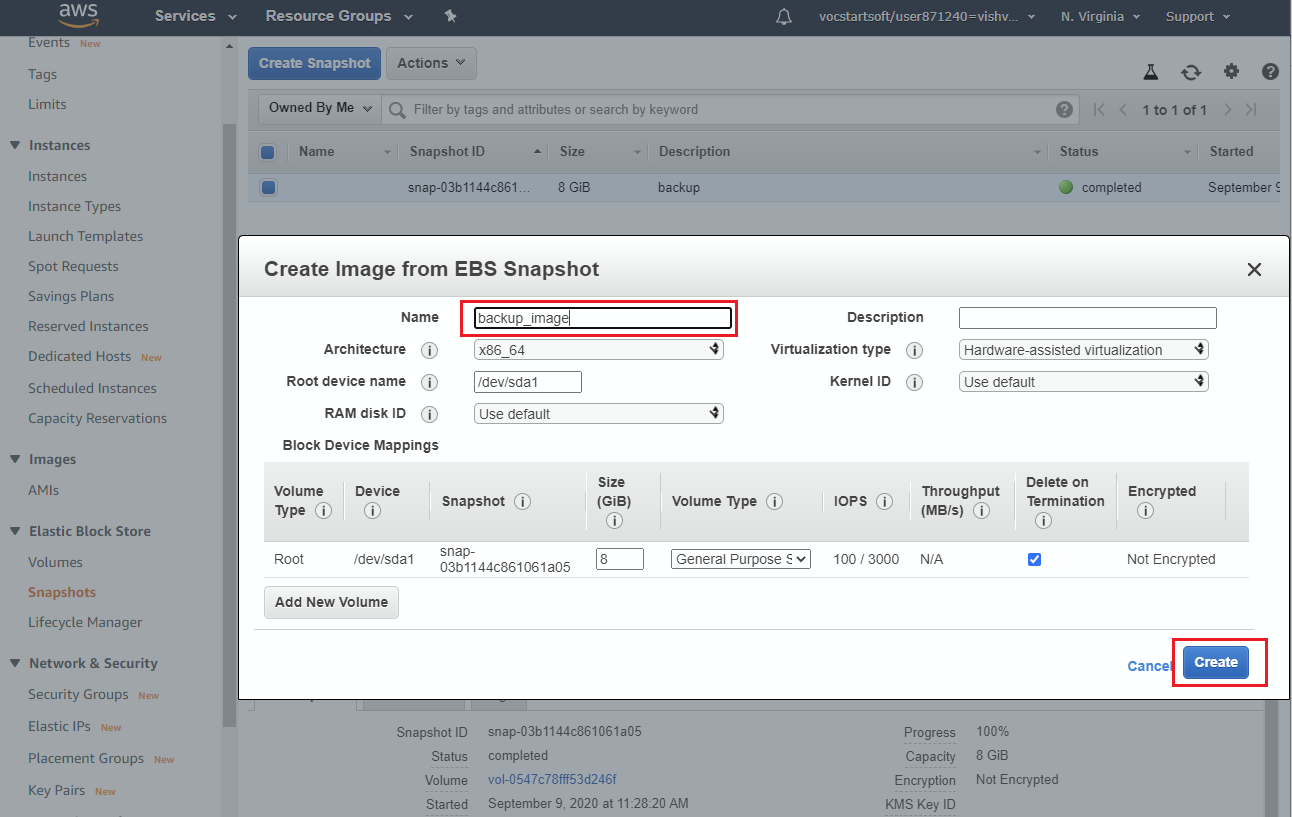 aws Services Resource Groups vocstartsoft/user871240=vishv... N. Virginia Support
Events New
Tags
Limits
Instances
Instances
Instance Types
Launch Templates
Spot Requests
Savings Plans
Reserved Instances
Dedicated Hosts New
Scheduled Instances
Capacity Reservations
Images
AMIs
Elastic Block Store
Volumes
Snapshots
Lifecycle Manager
Network & Security
Security Groups New
Elastic IPs New
Placement Groups New
Key Pairs New
Create Snapshot Actions
Owned By Me Filter by tags and attributes or search by keyword 1 to 1 of 1
Name Snapshot ID Size Description Status Started
snap-03b1144c861... 8 GiB backup completed September 9
Create Image from EBS Snapshot
Name backup_image Description
Architecture x86_64 Virtualization type Hardware-assisted virtualization
Root device name /dev/sda1 Kernel ID Use default
RAM disk ID Use default
Block Device Mappings
Volume Type Device Snapshot Size (GiB) Volume Type IOPS Throughput (MB/s) Delete on Termination Encrypted
Root /dev/sda1 snap-03b1144c861061a05 8 General Purpose S 100 / 3000 N/A Not Encrypted
Add New Volume
Cancel Create
Snapshot ID snap-03b1144c861061a05 Progress 100%
Status completed Capacity 8 GiB
Volume vol-0547c78fff53d246f Encryption Not Encrypted
Started September 9, 2020 at 11:28:20 AM KMS Key ID